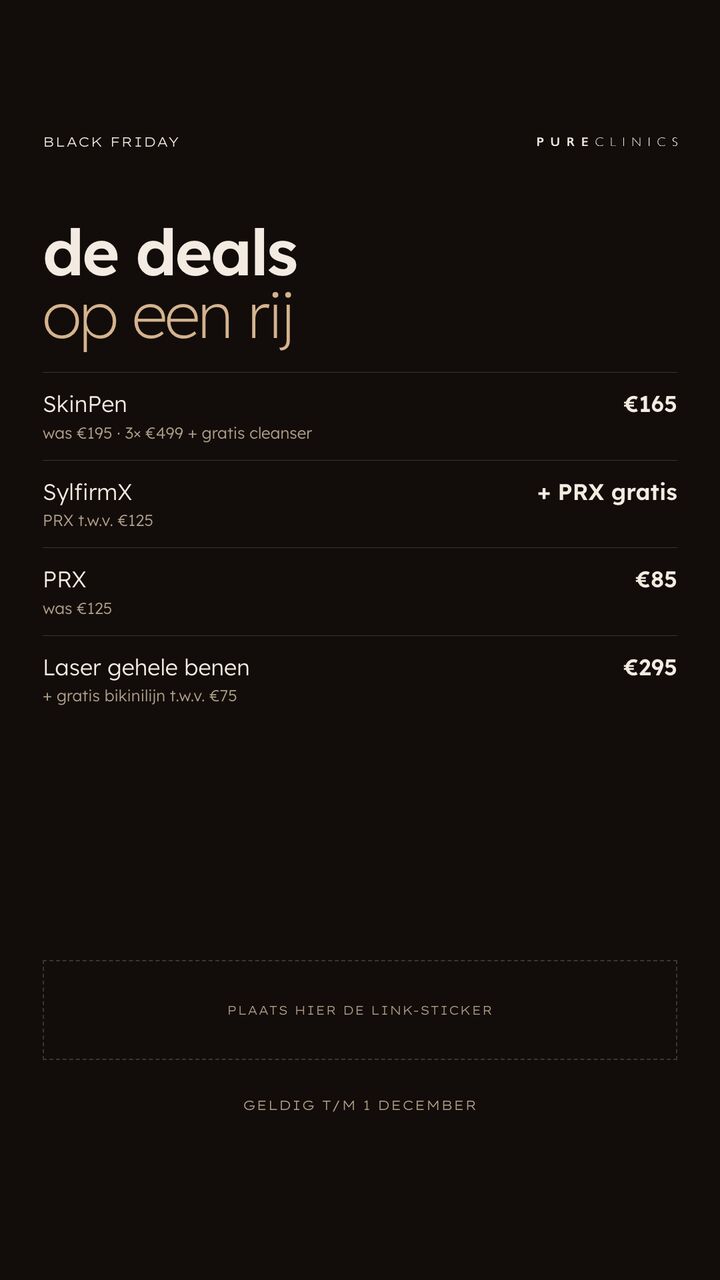 BLACK FRIDAY
PURECLINICS
de deals
op een rij
SkinPen €165
was €195 · 3× €499 + gratis cleanser
SylfirmX + PRX gratis
PRX t.w.v. €125
PRX €85
was €125
Laser gehele benen €295
+ gratis bikinilijn t.w.v. €75
PLAATS HIER DE LINK-STICKER
GELDIG T/M 1 DECEMBER